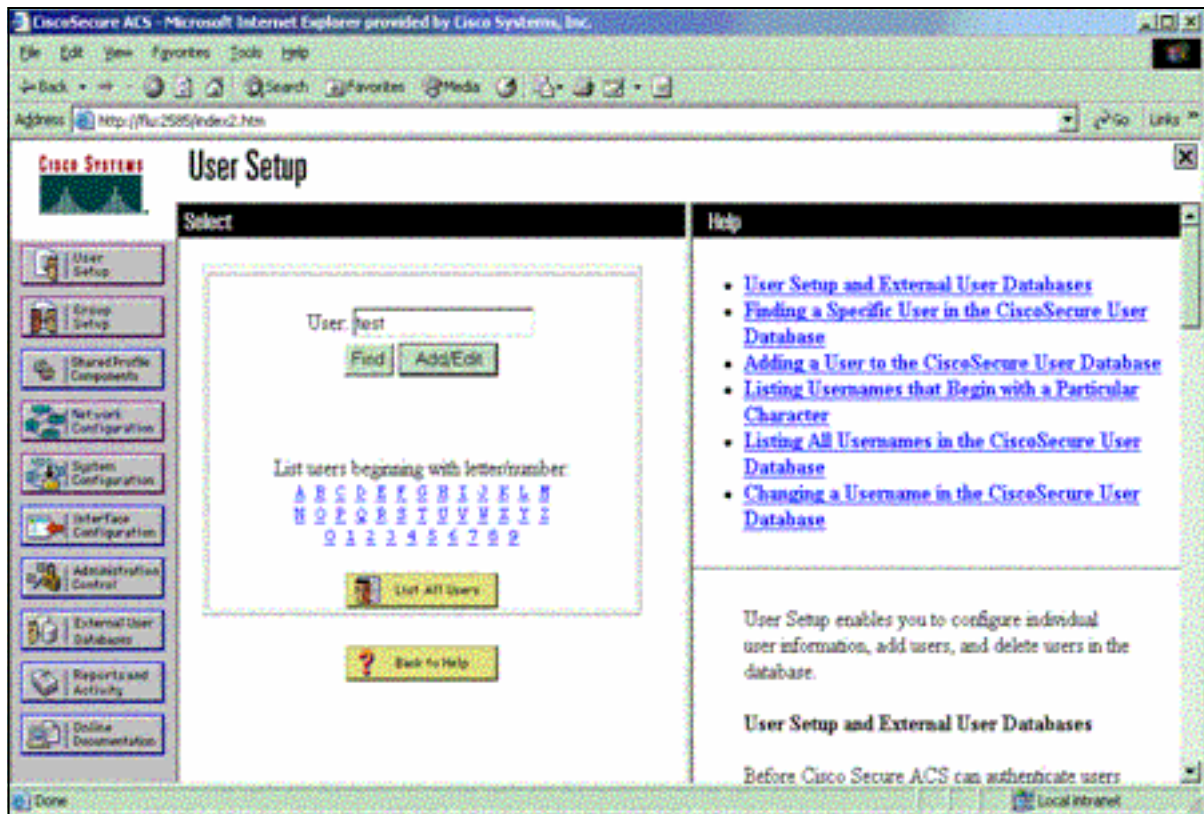 CiscoSecure ACS - Microsoft Internet Explorer provided by Cisco Systems, Inc.
File Edit View Favorites Tools Help
Back Search Favorites Media
Address http://flu:2585/index2.htm Go Links »
CISCO SYSTEMS
User Setup
Select
User Setup
Group Setup
Shared Profile Components
Network Configuration
System Configuration
Interface Configuration
Administration Control
External User Databases
Reports and Activity
Online Documentation
User: test
Find Add/Edit
List users beginning with letter/number:
A B C D E F G H I J K L M
N O P Q R S T U V W X Y Z
0 1 2 3 4 5 6 7 8 9
List All Users
Back to Help
Help
User Setup and External User Databases
Finding a Specific User in the CiscoSecure User
Database
Adding a User to the CiscoSecure User Database
Listing Usernames that Begin with a Particular
Character
Listing All Usernames in the CiscoSecure User
Database
Changing a Username in the CiscoSecure User
Database
User Setup enables you to configure individual
user information, add users, and delete users in the
database.
User Setup and External User Databases
Before Cisco Secure ACS can authenticate users
Done
Local intranet